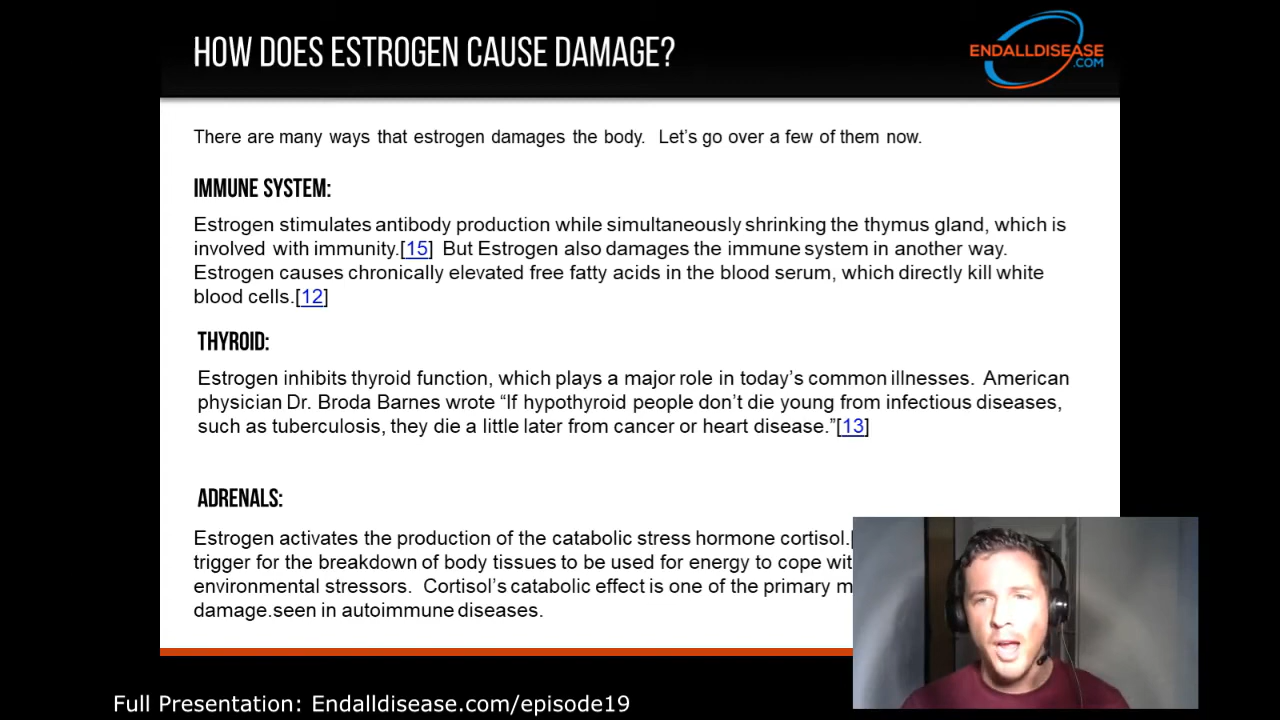 HOW DOES ESTROGEN CAUSE DAMAGE?
ENDALLDISEASE
.COM
There are many ways that estrogen damages the body. Let's go over a few of them now.
IMMUNE SYSTEM:
Estrogen stimulates antibody production while simultaneously shrinking the thymus gland, which is
involved with immunity.[15] But Estrogen also damages the immune system in another way.
Estrogen causes chronically elevated free fatty acids in the blood serum, which directly kill white
blood cells.[12]
THYROID:
Estrogen inhibits thyroid function, which plays a major role in today's common illnesses. American
physician Dr. Broda Barnes wrote “If hypothyroid people don't die young from infectious diseases,
such as tuberculosis, they die a little later from cancer or heart disease.”[13]
ADRENALS:
Estrogen activates the production of the catabolic stress hormone cortisol.[
trigger for the breakdown of body tissues to be used for energy to cope wit
environmental stressors. Cortisol's catabolic effect is one of the primary m
damage.seen in autoimmune diseases.
Full Presentation: Endalldisease.com/episode19